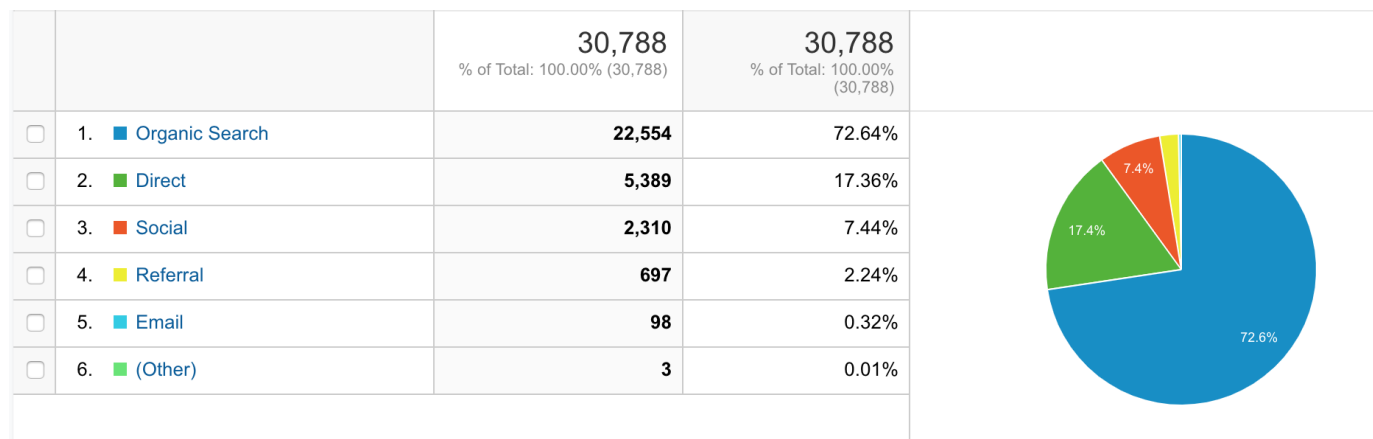 30,788
% of Total: 100.00% (30,788)
30,788
% of Total: 100.00%
(30,788)
1. Organic Search 22,554 72.64%
2. Direct 5,389 17.36%
3. Social 2,310 7.44%
4. Referral 697 2.24%
5. Email 98 0.32%
6. (Other) 3 0.01%
7.4%
17.4%
72.6%